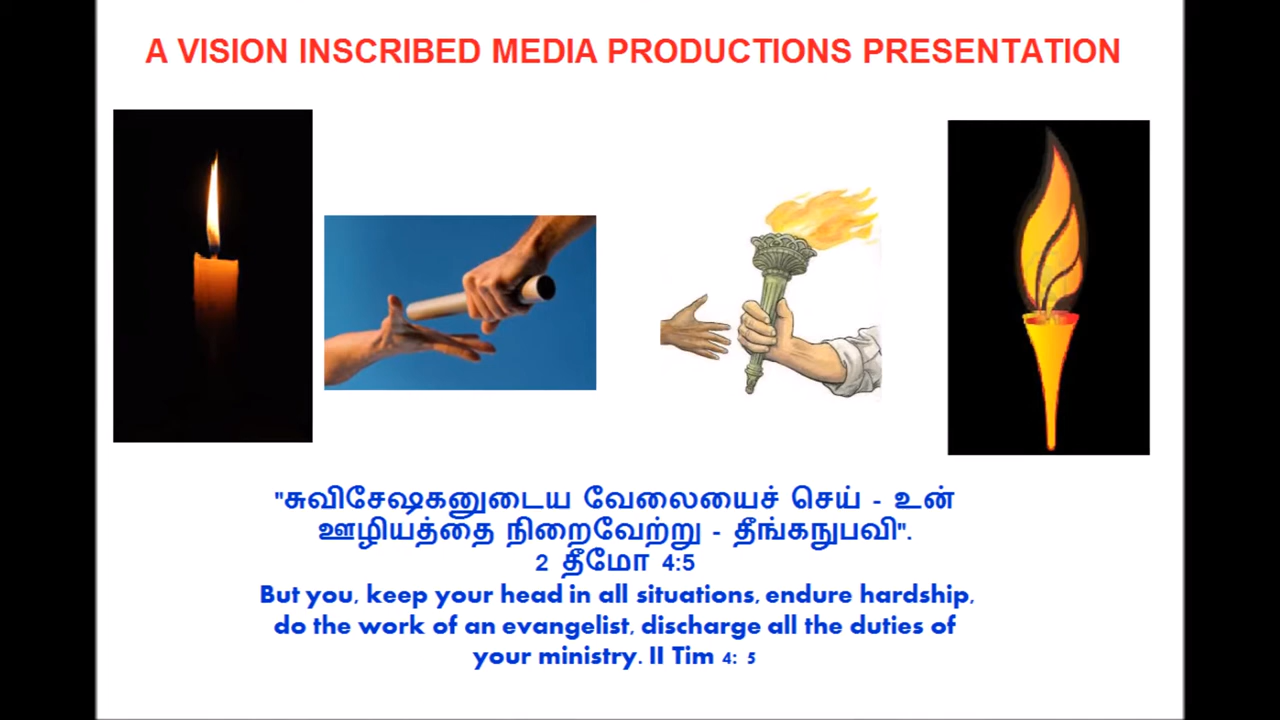 A VISION INSCRIBED MEDIA PRODUCTIONS PRESENTATION
"சுவிசேஷகனுடைய வேலையைச் செய் - உன்
ஊழியத்தை நிறைவேற்று - தீங்கநுபவி".
2 தீமோ 4:5
But you, keep your head in all situations, endure hardship,
do the work of an evangelist, discharge all the duties of
your ministry. II Tim 4: 5